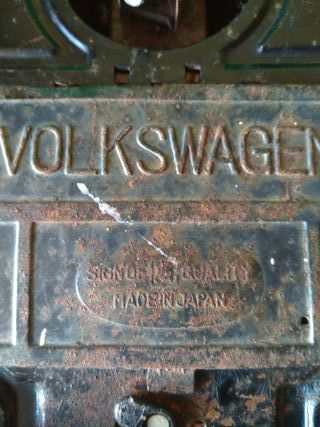 VOLKSWAGEN
SIGN OF QUALITY
MADE IN JAPAN